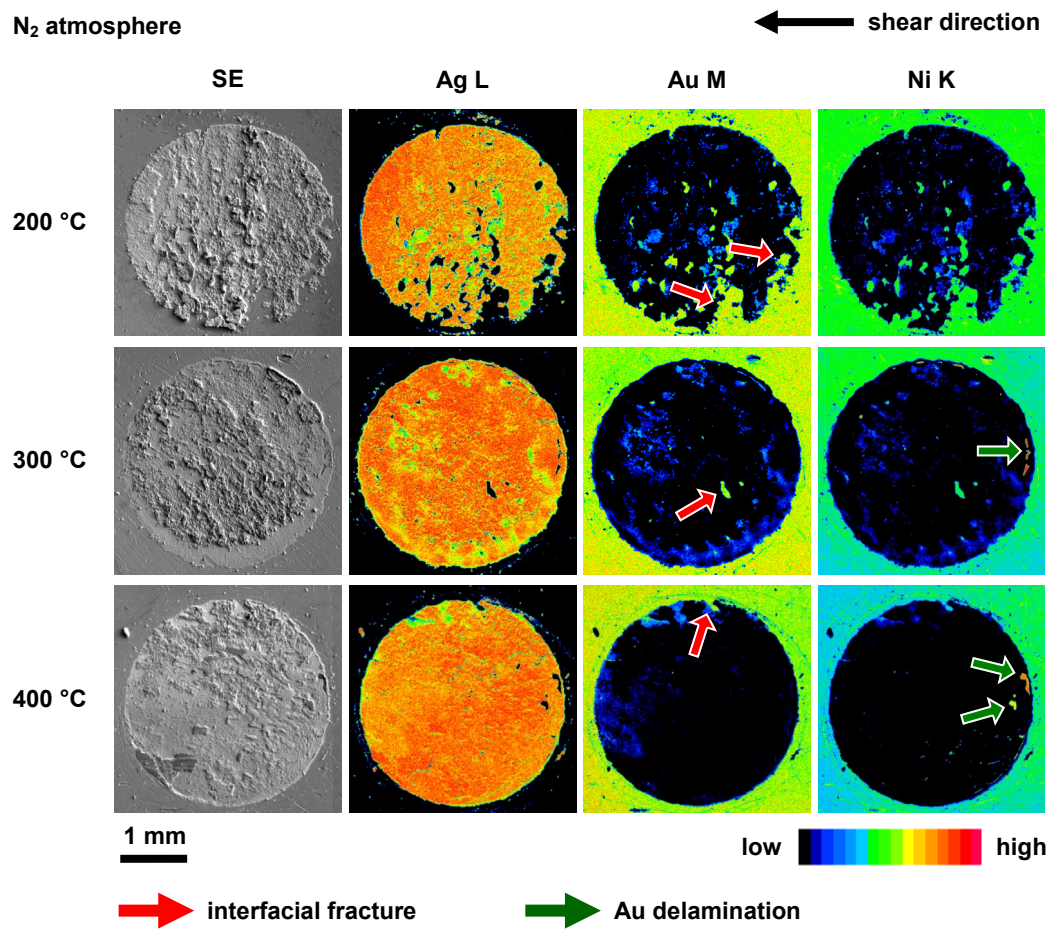 N₂ atmosphere
shear direction
SE Ag L Au M Ni K
200 °C
300 °C
400 °C
1 mm
low high
interfacial fracture Au delamination